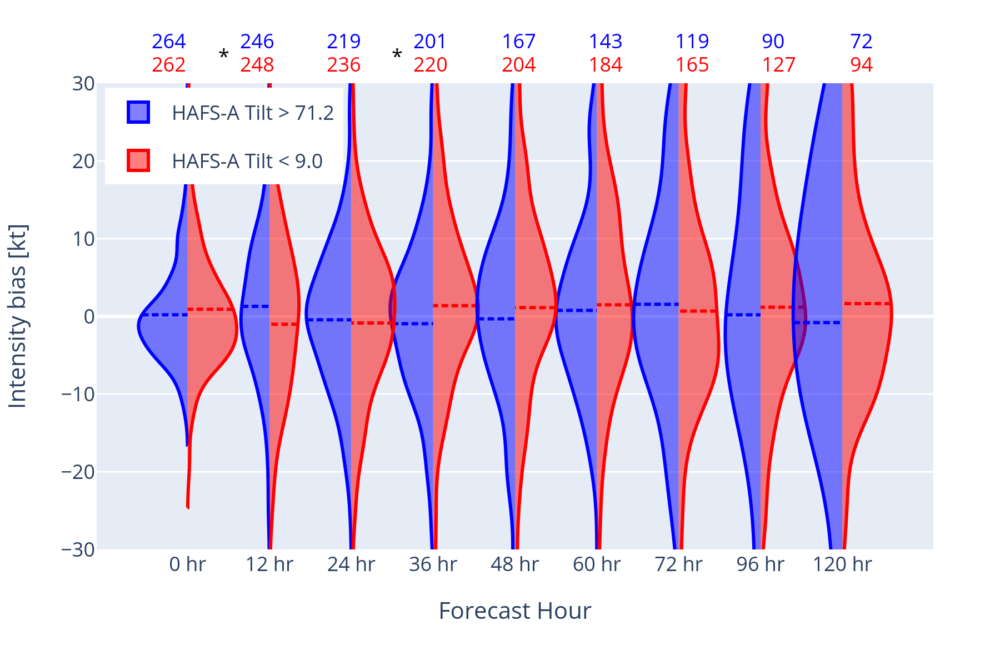 264 246 219 201 167 143 119 90 72
* *
262 248 236 220 204 184 165 127 94
30
HAFS-A Tilt > 71.2
20
HAFS-A Tilt < 9.0
10
0
−10
−20
−30
Intensity bias [kt]
0 hr 12 hr 24 hr 36 hr 48 hr 60 hr 72 hr 96 hr 120 hr
Forecast Hour